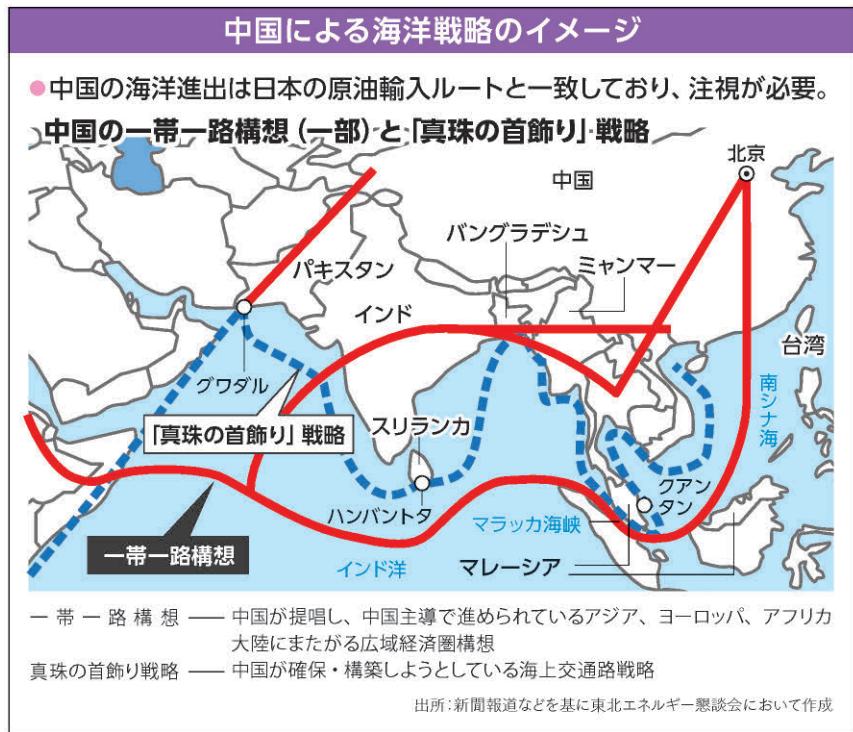 中国による海洋戦略のイメージ
●中国の海洋進出は日本の原油輸入ルートと一致しており、注視が必要。
中国の一帯一路構想（一部）と「真珠の首飾り」戦略
北京
中国
バングラデシュ
ミャンマー
パキスタン
インド
台湾
グワダル
南シナ海
「真珠の首飾り」戦略
スリランカ
クアン
タン
ハンバントタ
マラッカ海峡
一帯一路構想
インド洋
マレーシア
一帯一路構想 ── 中国が提唱し、中国主導で進められているアジア、ヨーロッパ、アフリカ
大陸にまたがる広域経済圏構想
真珠の首飾り戦略 ── 中国が確保・構築しようとしている海上交通路戦略
出所：新聞報道などを基に東北エネルギー懇談会において作成